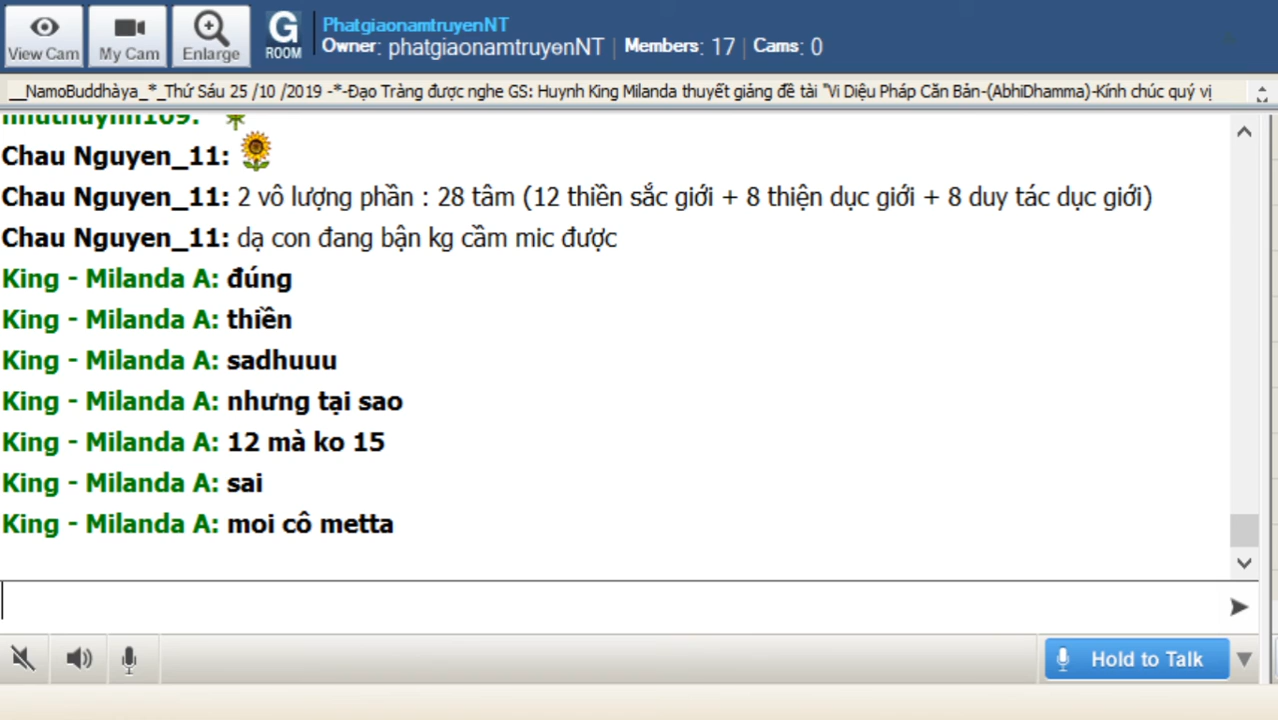 View Cam
My Cam
Enlarge
G
ROOM
PhatgiaonamtruyenNT
Owner: phatgiaonamtruyenNT | Members: 17 | Cams: 0
__NamoBuddhàya_*_Thứ Sáu 25 /10 /2019 -*-Đạo Tràng được nghe GS: Huynh King Milanda thuyết giảng đề tài "Vi Diệu Pháp Căn Bản-(AbhiDhamma)-Kính chúc quý vị
Chau Nguyen_11:
Chau Nguyen_11: 2 vô lượng phần : 28 tâm (12 thiền sắc giới + 8 thiện dục giới + 8 duy tác dục giới)
Chau Nguyen_11: dạ con đang bận kg cầm mic được
King - Milanda A: đúng
King - Milanda A: thiền
King - Milanda A: sadhuuu
King - Milanda A: nhưng tại sao
King - Milanda A: 12 mà ko 15
King - Milanda A: sai
King - Milanda A: moi cô metta
Hold to Talk